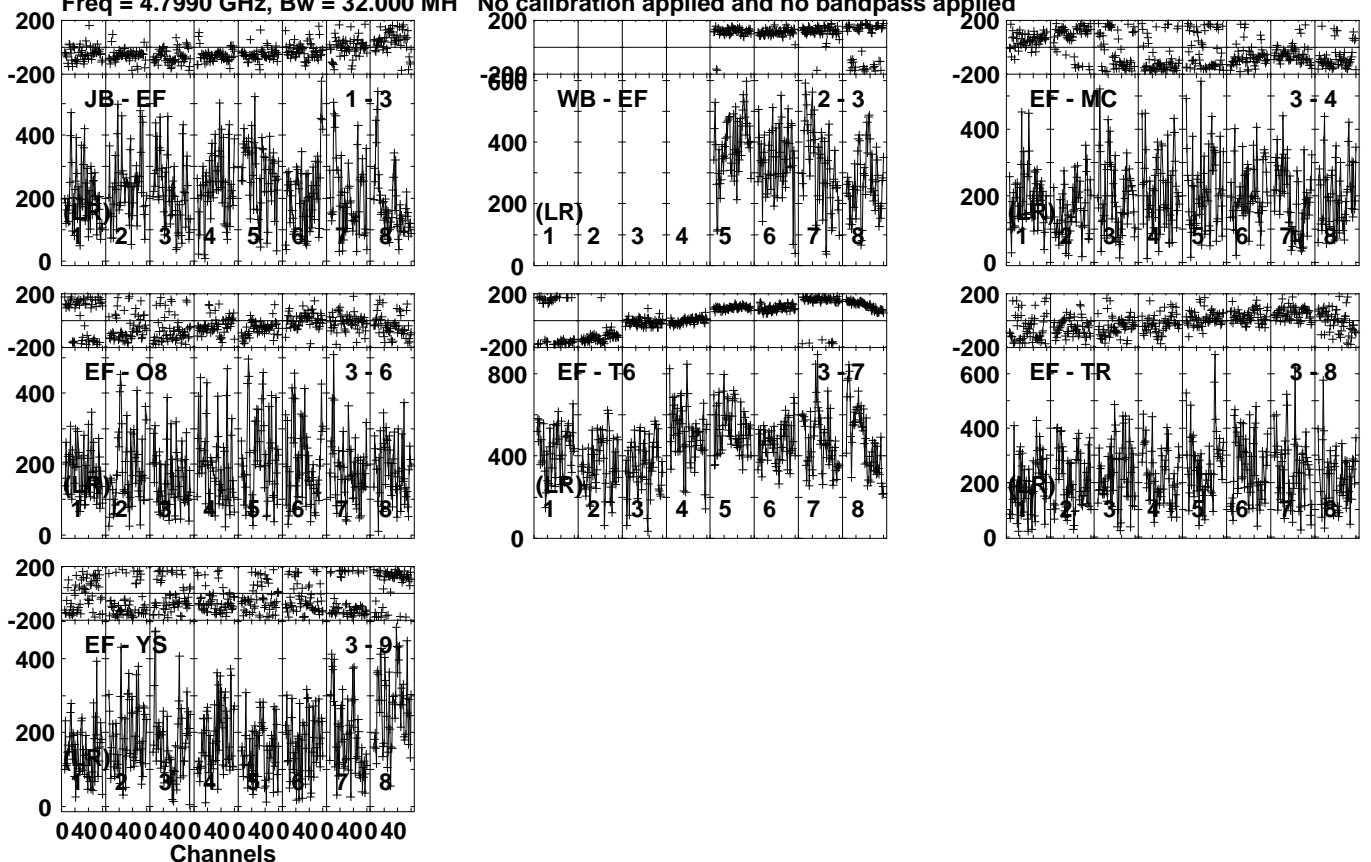 Freq = 4.7990 GHz, Bw = 32.000 MH No calibration applied and no bandpass applied
200
-200
JB - EF 1 - 3
400
200
0
(LR)
1 2 3 4 5 6 7 8
200
-200
600
WB - EF 2 - 3
400
200
0
(LR)
1 2 3 4 5 6 7 8
200
-200
EF - MC 3 - 4
400
200
0
(LR)
1 2 3 4 5 6 7 8
200
-200
EF - O8 3 - 6
400
200
0
(LR)
1 2 3 4 5 6 7 8
200
-200
800
EF - T6 3 - 7
400
0
(LR)
1 2 3 4 5 6 7 8
200
-200
600
EF - TR 3 - 8
400
200
0
(LR)
1 2 3 4 5 6 7 8
200
-200
EF - YS 3 - 9
400
200
0
(LR)
1 2 3 4 5 6 7 8
0 40 0 40 0 40 0 40 0 40 0 40 0 40 0 40
Channels